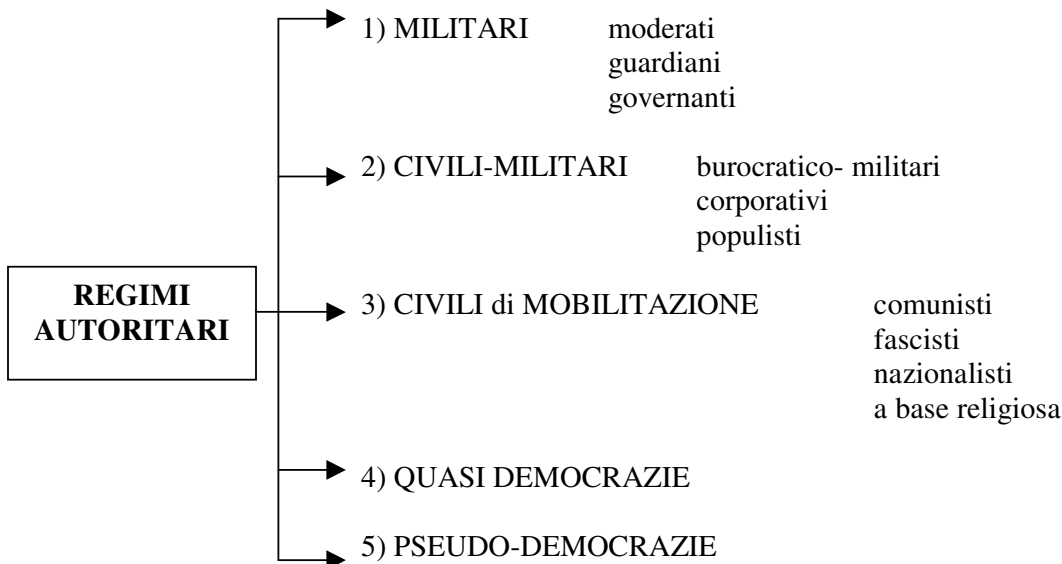 1) MILITARI moderati
guardiani
governanti
2) CIVILI-MILITARI burocratico- militari
corporativi
populisti
REGIMI
AUTORITARI
3) CIVILI di MOBILITAZIONE comunisti
fascisti
nazionalisti
a base religiosa
4) QUASI DEMOCRAZIE
5) PSEUDO-DEMOCRAZIE